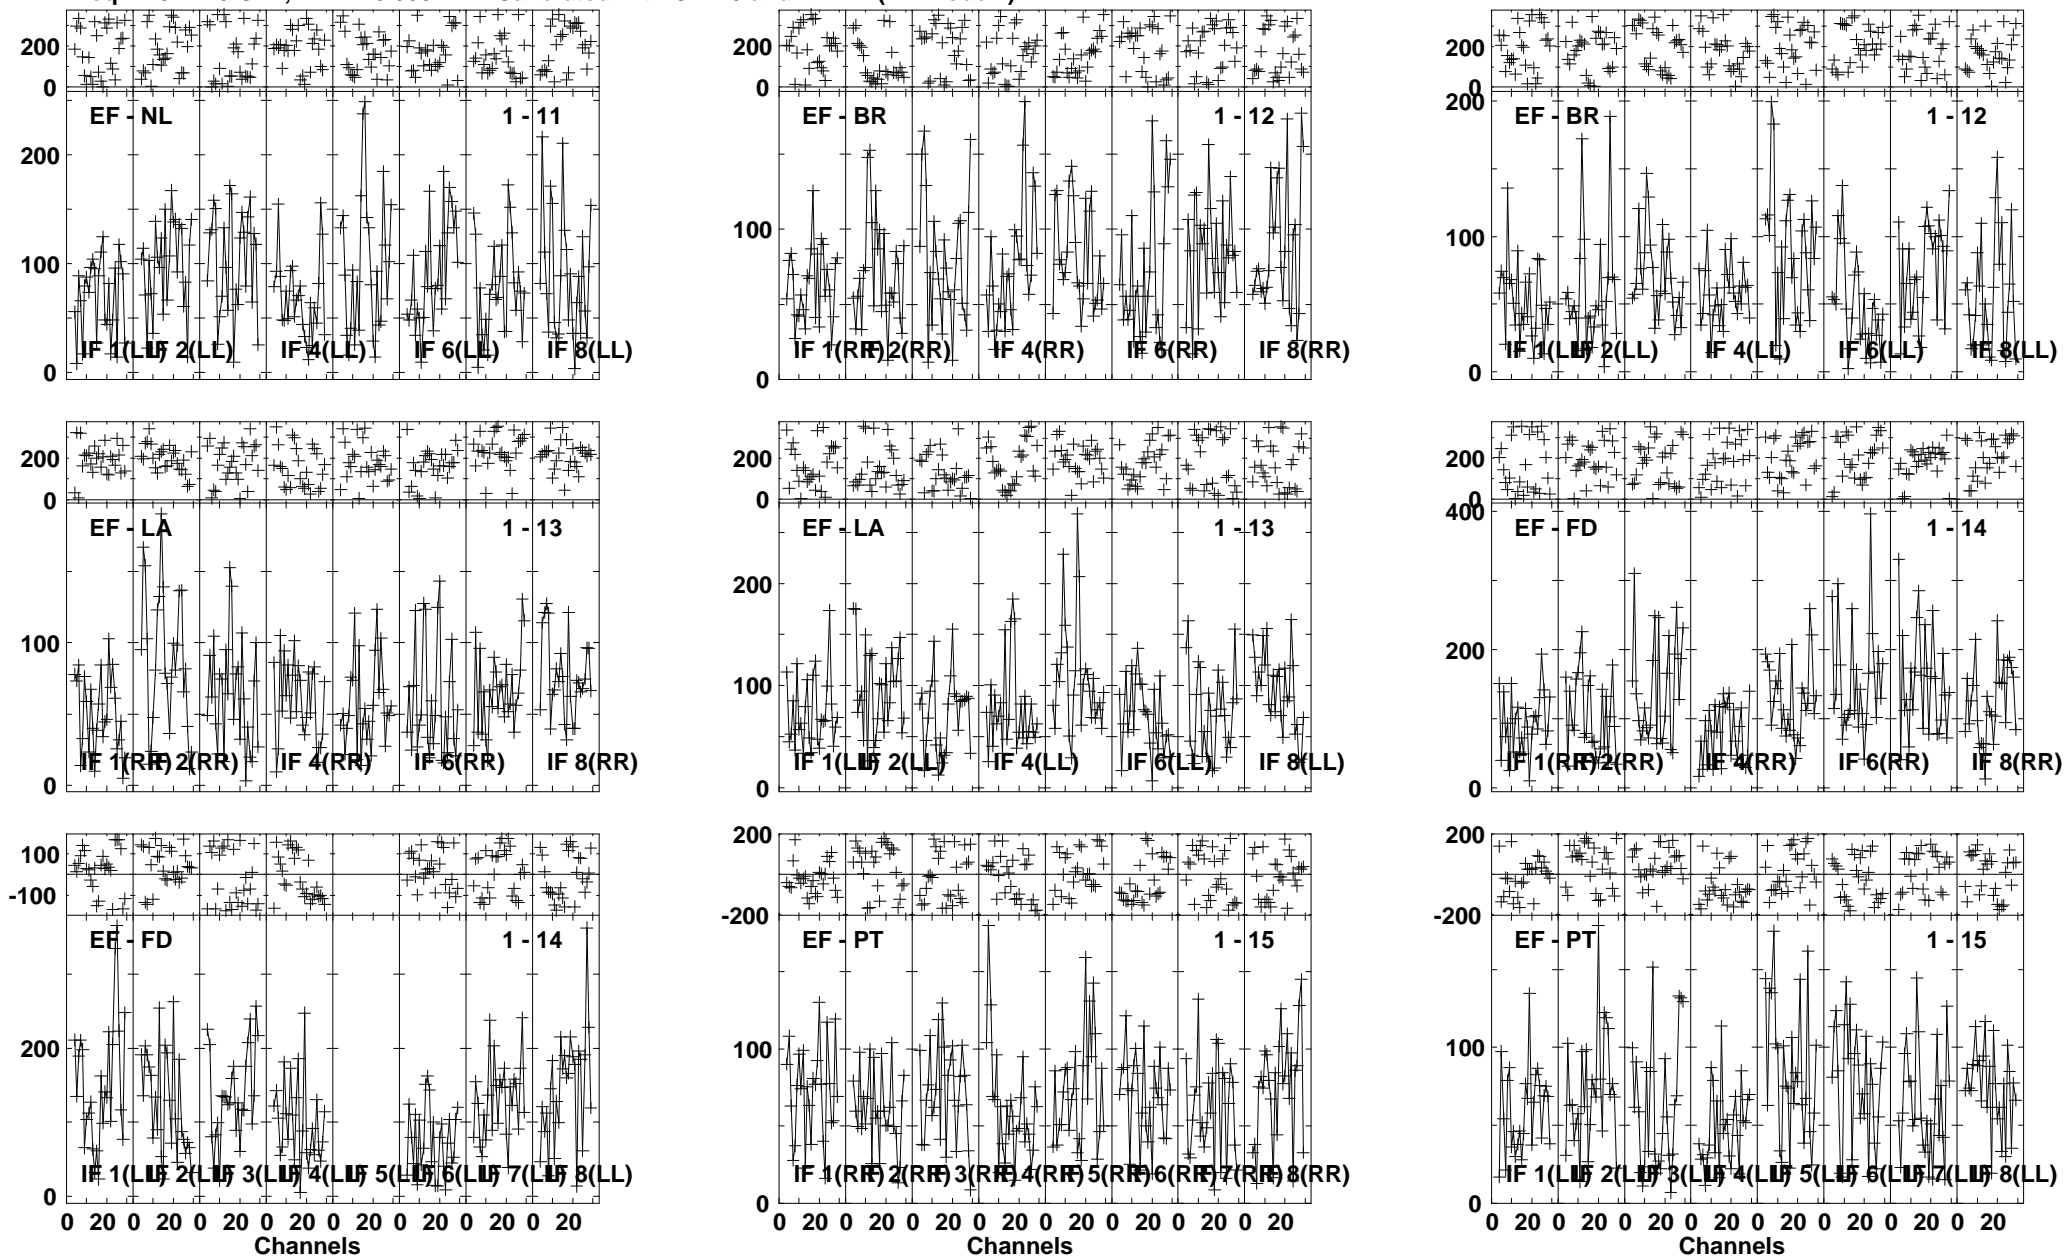 200
0
200
0
200
0
EF - NL 1 - 11
EF - BR 1 - 12
EF - BR 1 - 12
200
100
0
100
0
200
100
0
IF 1(LL) IF 2(LL) IF 4(LL) IF 6(LL) IF 8(LL)
IF 1(RR) IF 2(RR) IF 4(RR) IF 6(RR) IF 8(RR)
IF 1(LL) IF 2(LL) IF 4(LL) IF 6(LL) IF 8(LL)
200
0
200
0
200
0
EF - LA 1 - 13
EF - LA 1 - 13
EF - FD 1 - 14
100
0
200
100
0
400
200
0
IF 1(RR) IF 2(RR) IF 4(RR) IF 6(RR) IF 8(RR)
IF 1(LL) IF 2(LL) IF 4(LL) IF 6(LL) IF 8(LL)
IF 1(RR) IF 2(RR) IF 4(RR) IF 6(RR) IF 8(RR)
100
-100
200
-200
200
-200
EF - FD 1 - 14
EF - PT 1 - 15
EF - PT 1 - 15
200
0
100
0
100
0
IF 1(LL) IF 2(LL) IF 3(LL) IF 4(LL) IF 5(LL) IF 6(LL) IF 7(LL) IF 8(LL)
IF 1(RR) IF 2(RR) IF 3(RR) IF 4(RR) IF 5(RR) IF 6(RR) IF 7(RR) IF 8(RR)
IF 1(LL) IF 2(LL) IF 3(LL) IF 4(LL) IF 5(LL) IF 6(LL) IF 7(LL) IF 8(LL)
0 20 0 20 0 20 0 20 0 20 0 20 0 20 0 20
0 20 0 20 0 20 0 20 0 20 0 20 0 20 0 20
0 20 0 20 0 20 0 20 0 20 0 20 0 20 0 20
Channels
Channels
Channels